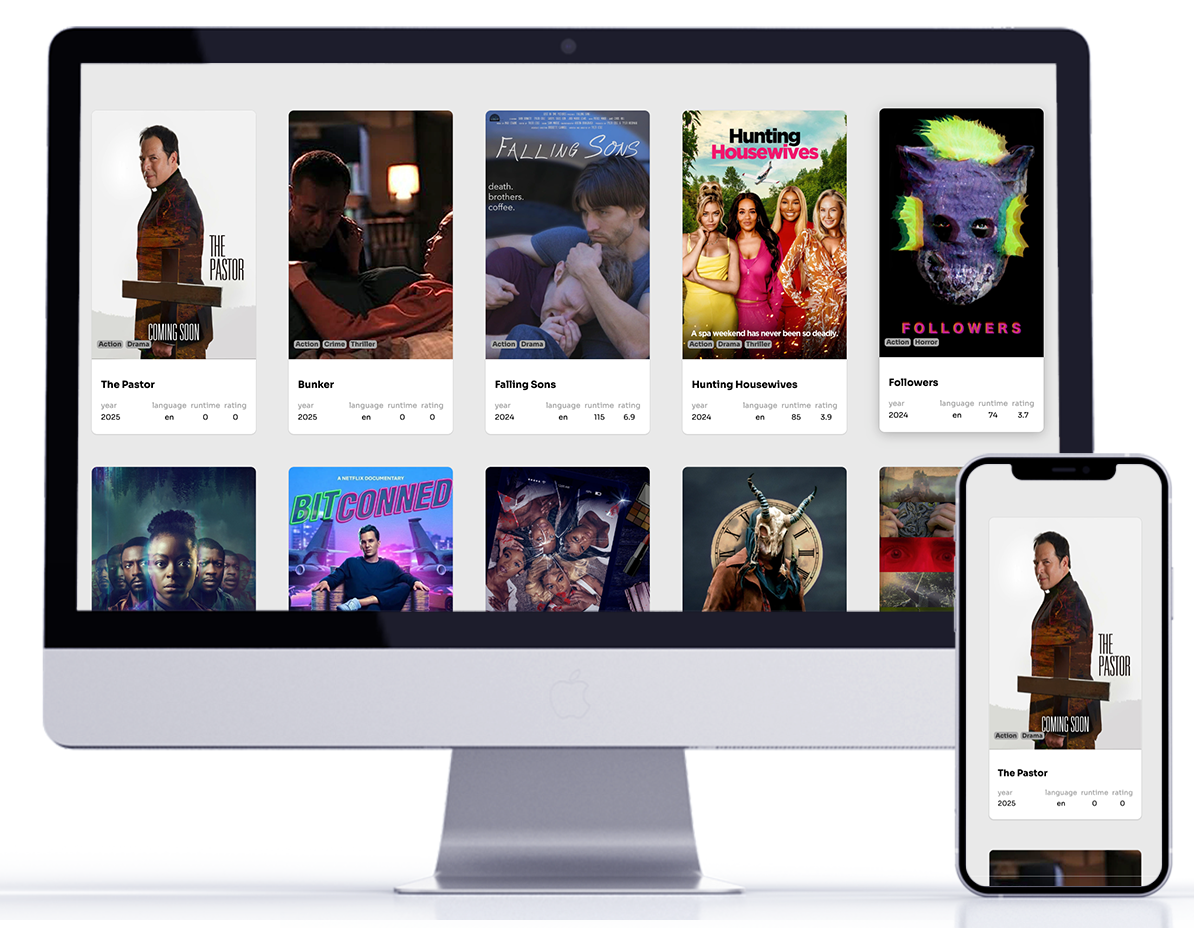 THE
PASTOR
COMING SOON
Action Drama
The Pastor
year language runtime rating
2025 en 0 0
Action Crime Thriller
Bunker
year language runtime rating
2025 en 0 0
FALLING SONS
death.
brothers.
coffee.
Action Drama
Falling Sons
year language runtime rating
2024 en 115 6.9
Hunting
Housewives
A spa weekend has never been so deadly.
Action Drama Thriller
Hunting Housewives
year language runtime rating
2024 en 85 3.9
FOLLOWERS
Action Horror
Followers
year language runtime rating
2024 en 74 3.7
A NETFLIX DOCUMENTARY
BITCONNED
THE
PASTOR
COMING SOON
Action Drama
The Pastor
year language runtime rating
2025 en 0 0